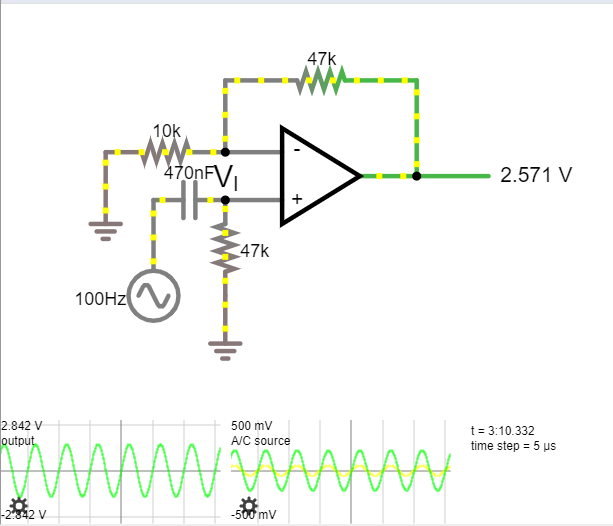 47k
10k
470nF
V
I
-
+
2.571 V
47k
100Hz
2.842 V
output
-2.842 V
500 mV
A/C source
-500 mV
t = 3:10.332
time step = 5 µs